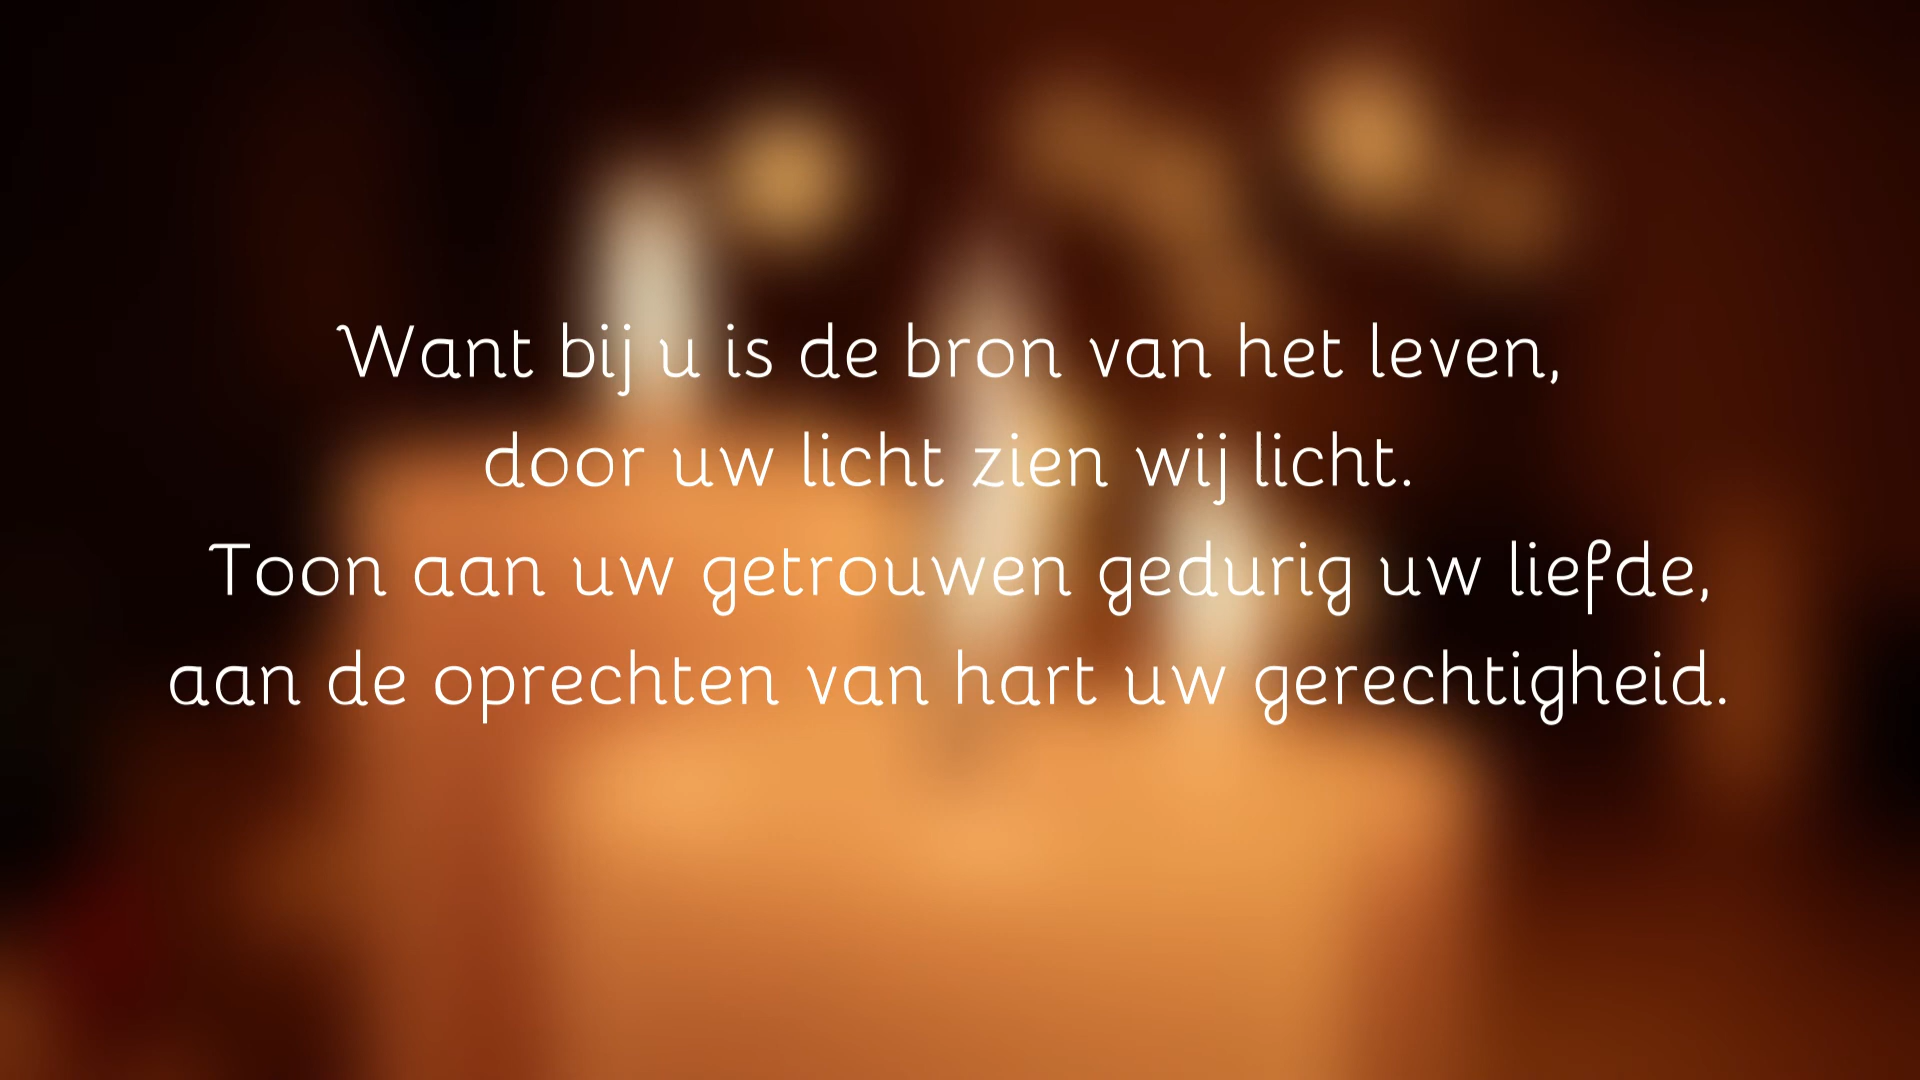 Want bij u is de bron van het leven,
door uw licht zien wij licht.
Toon aan uw getrouwen gedurig uw liefde,
aan de oprechten van hart uw gerechtigheid.